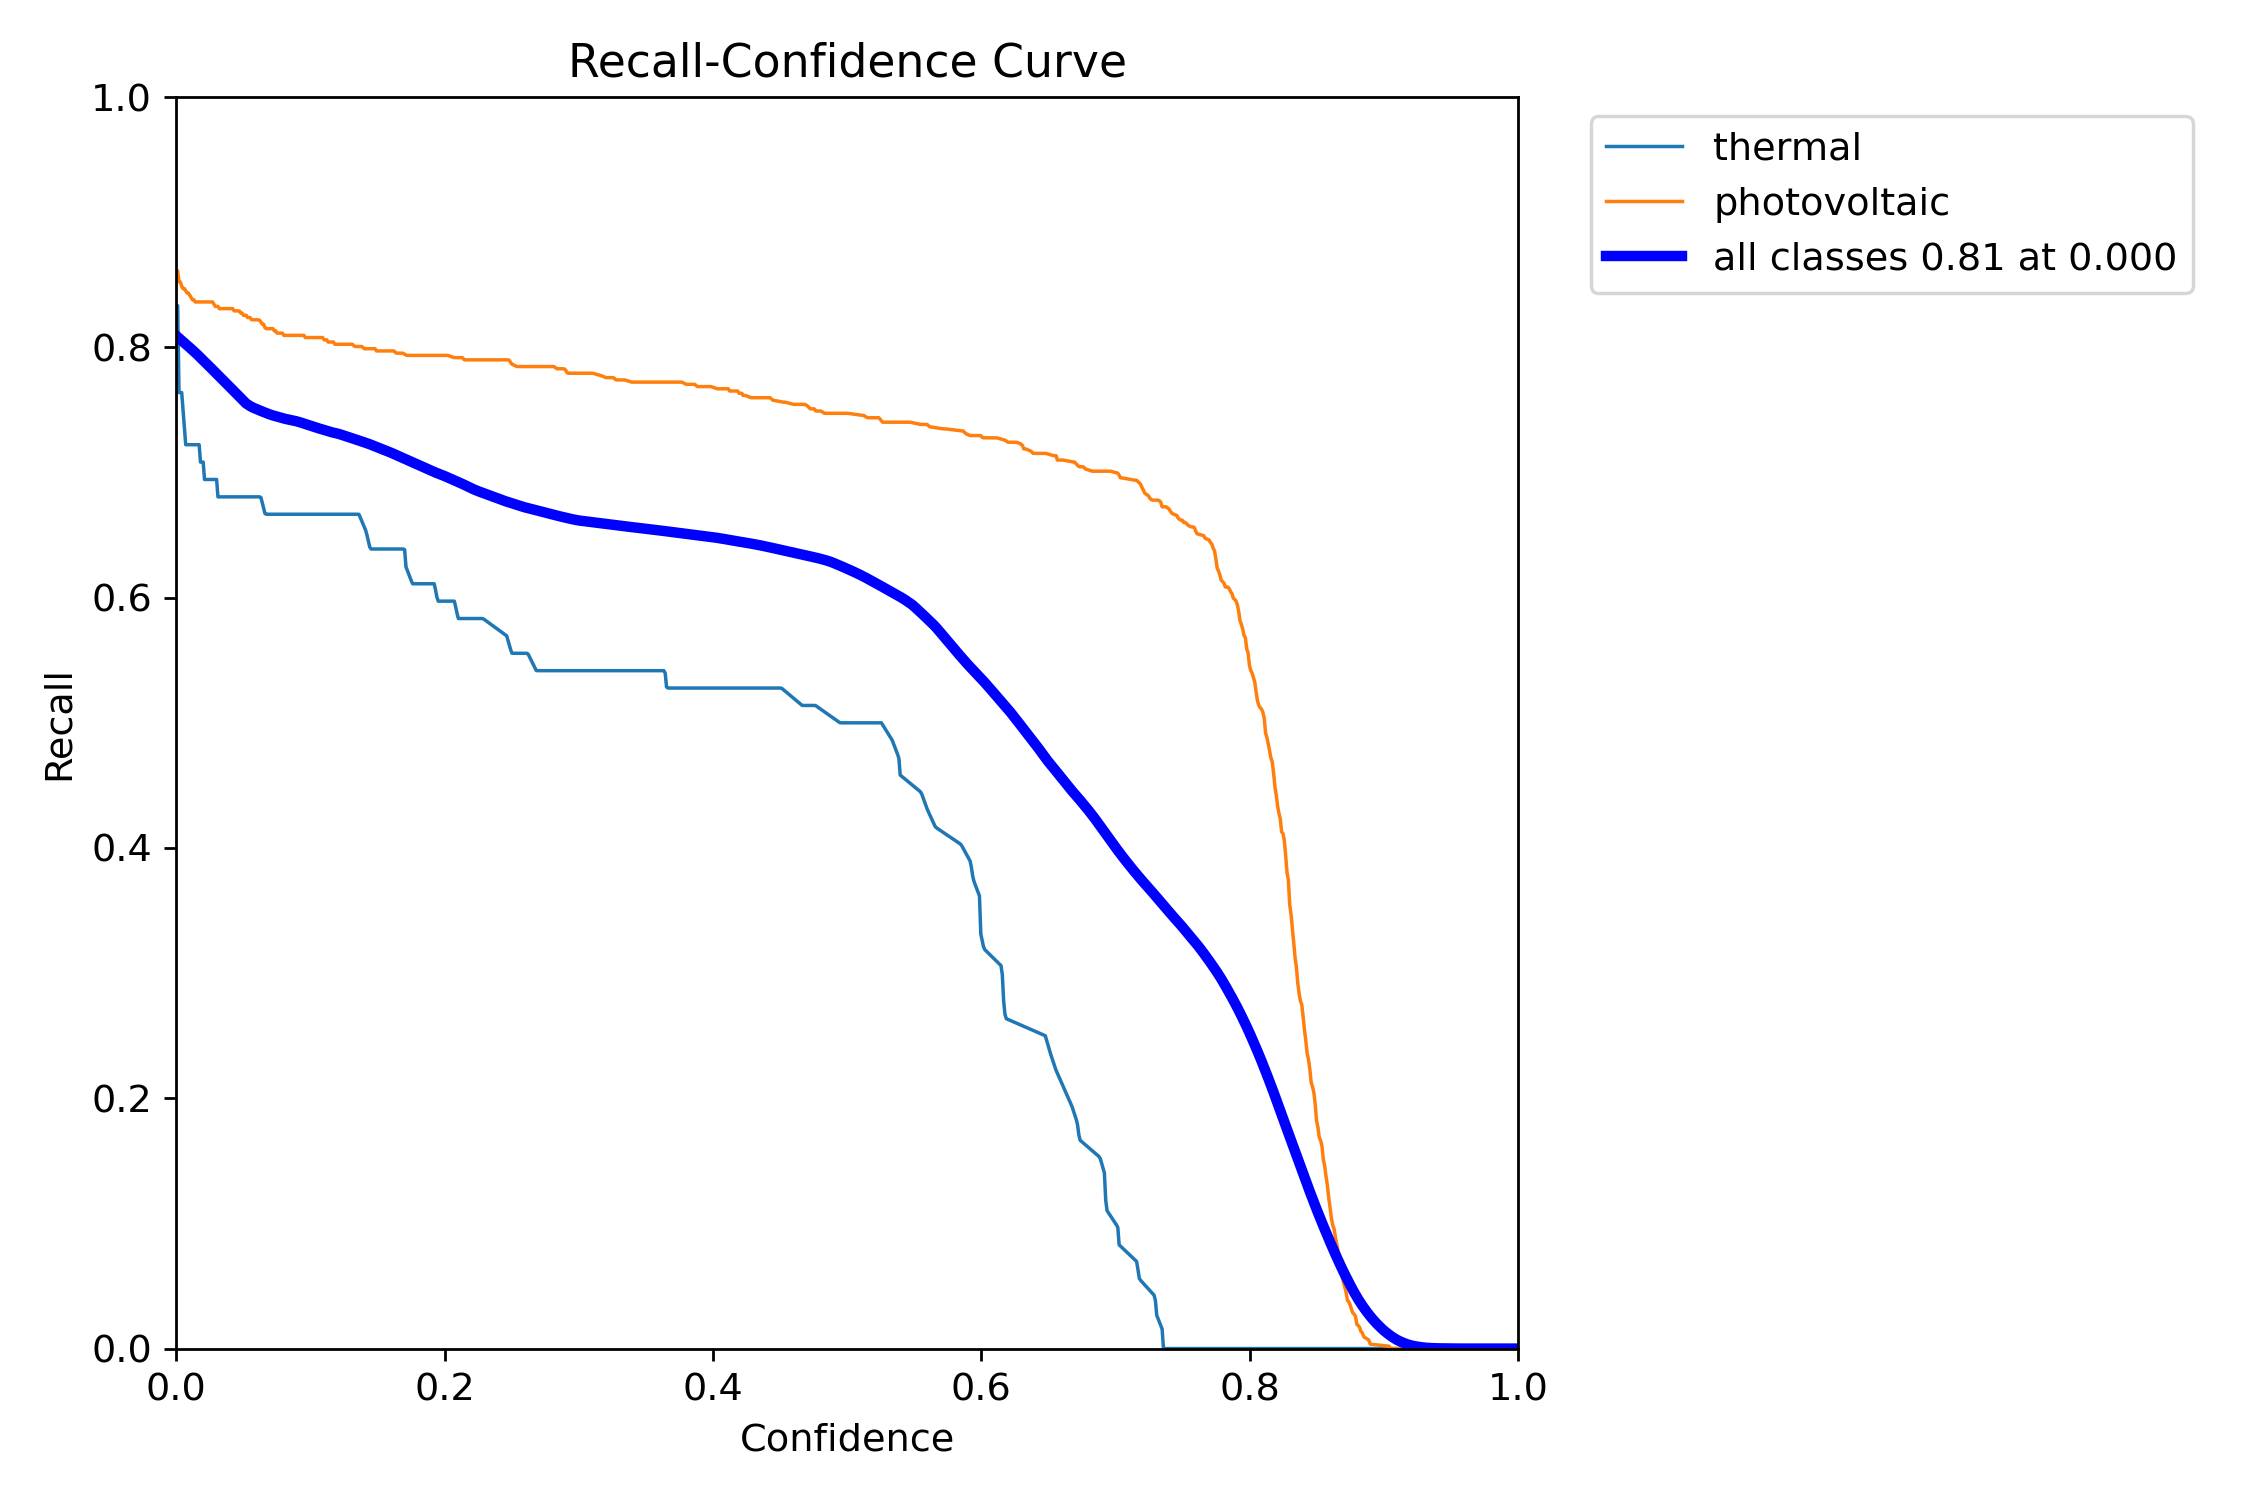 Recall-Confidence Curve
1.0
0.8
0.6
0.4
0.2
0.0
Recall
0.0 0.2 0.4 0.6 0.8 1.0
Confidence
thermal
photovoltaic
all classes 0.81 at 0.000